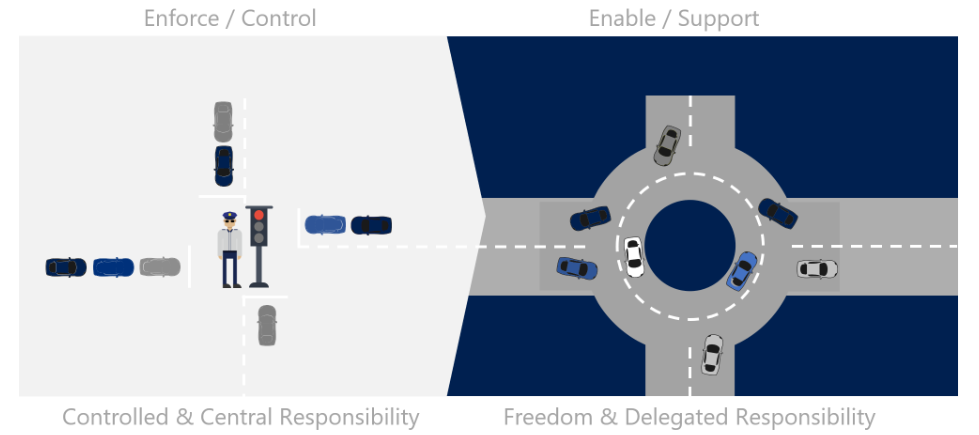 Enforce / Control
Enable / Support
Controlled & Central Responsibility
Freedom & Delegated Responsibility